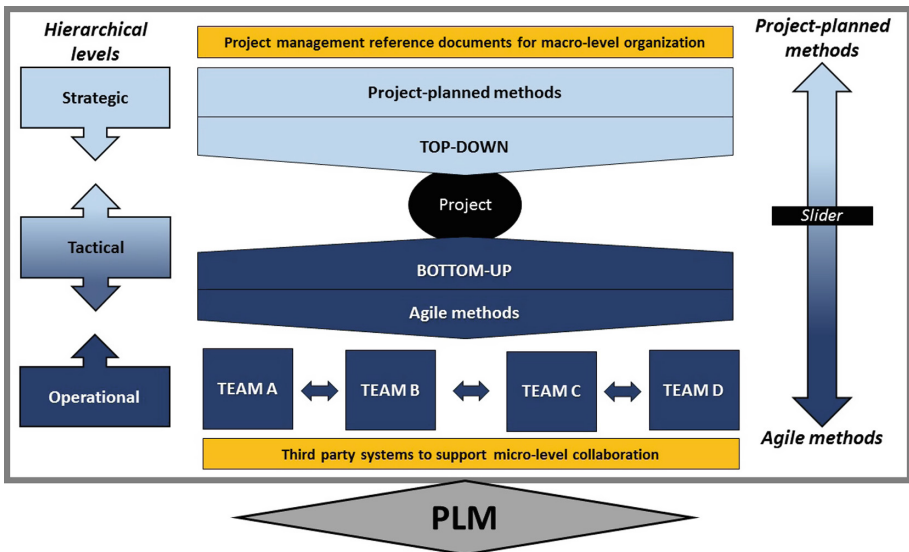 Hierarchical
levels
Project management reference documents for macro-level organization
Project-planned
methods
Strategic
Project-planned methods
TOP-DOWN
Project
Slider
Tactical
BOTTOM-UP
Agile methods
Operational
TEAM A
TEAM B
TEAM C
TEAM D
Agile methods
Third party systems to support micro-level collaboration
PLM